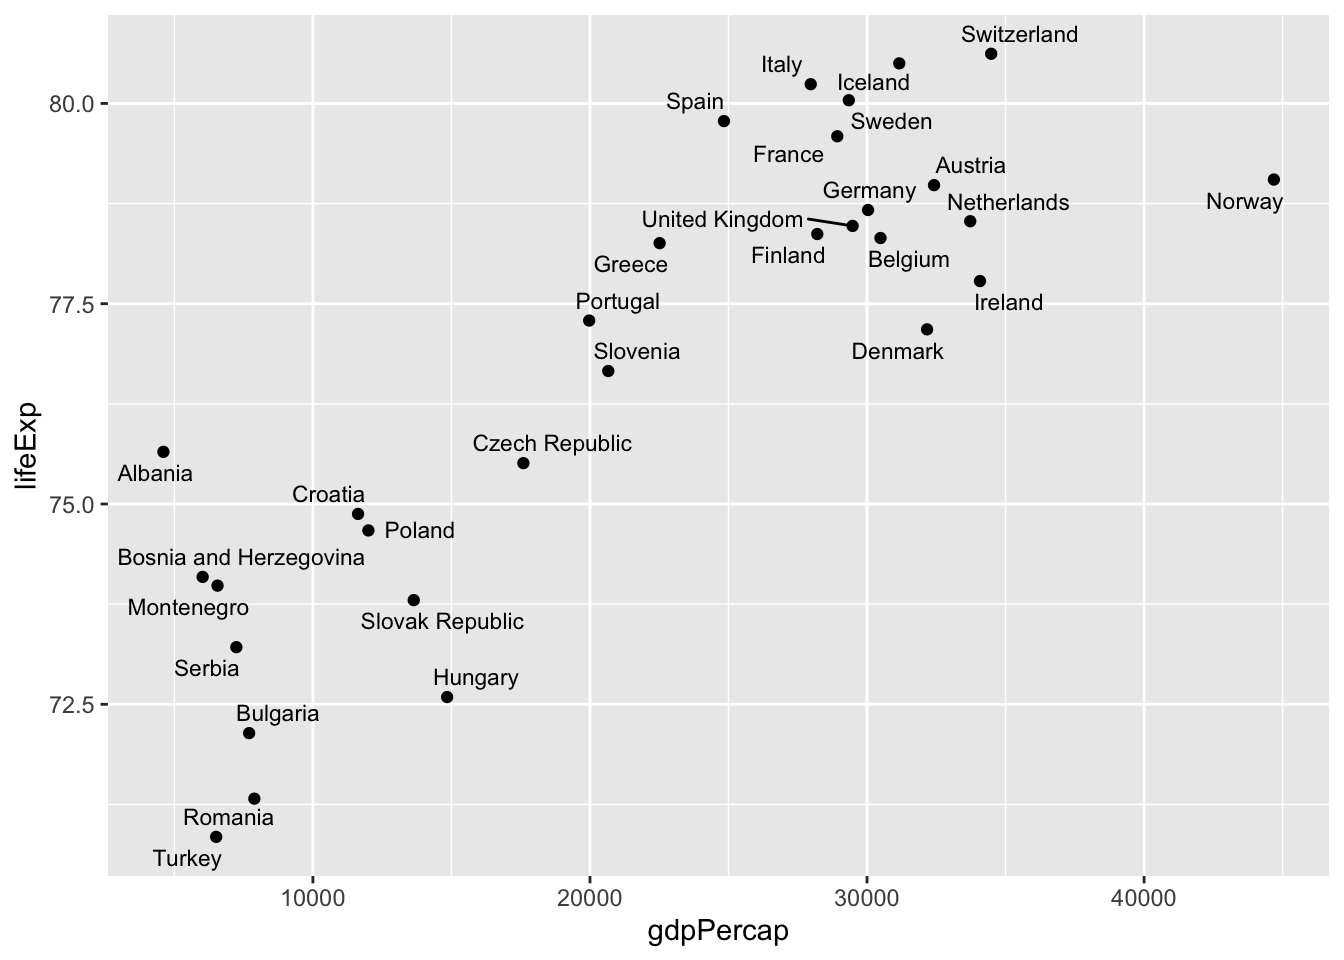 Switzerland
Italy
Iceland
80.0
Spain
Sweden
France
Austria
Germany
Netherlands
Norway
United Kingdom
Finland
Belgium
Greece
77.5
Portugal
Ireland
Slovenia
Denmark
lifeExp
Czech Republic
Albania
Croatia
75.0
Poland
Bosnia and Herzegovina
Montenegro
Slovak Republic
Serbia
Hungary
72.5
Bulgaria
Romania
Turkey
10000 20000 30000 40000
gdpPercap